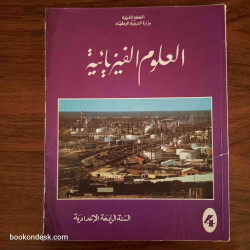 المملكة المغربية
وزارة التربية الوطنية
العلوم الفيزيائية
السنة الرابعة الإعدادية
4
bookondesk.com